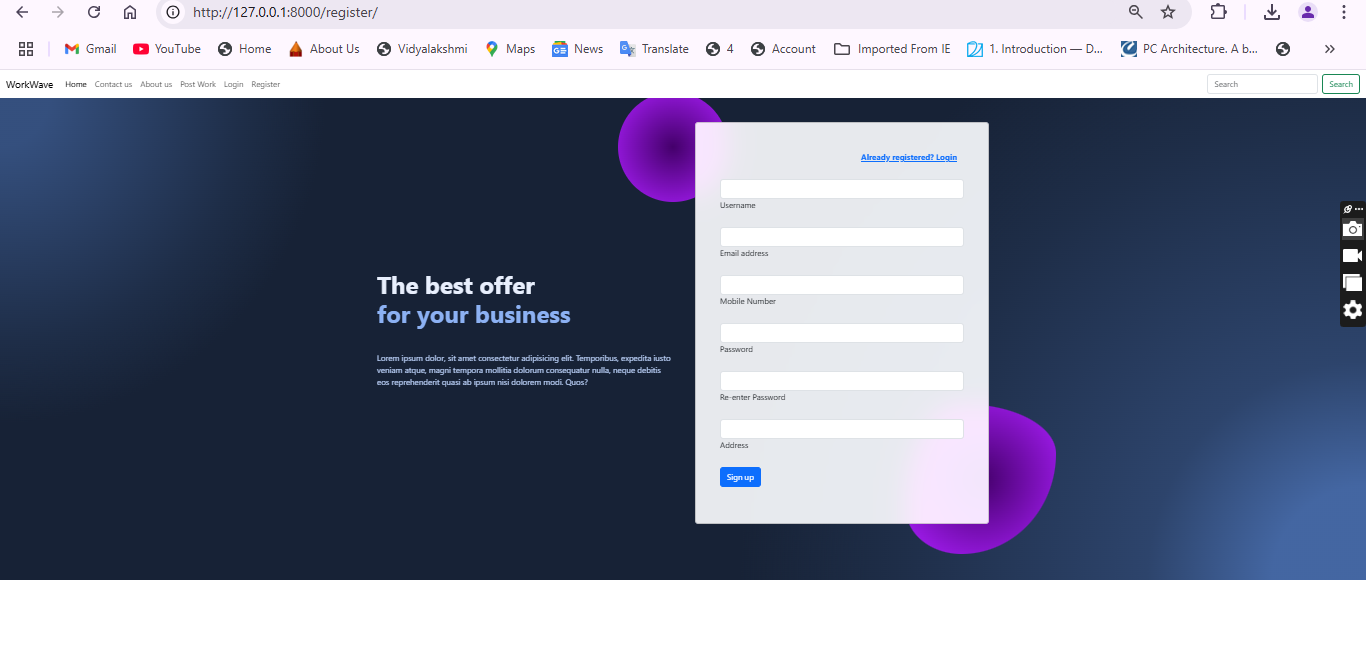 http://127.0.0.1:8000/register/
Gmail YouTube Home About Us Vidyalakshmi Maps News Translate 4 Account Imported From IE 1. Introduction — D... PC Architecture. A b...
WorkWave Home Contact us About us Post Work Login Register Search Search
Already registered? Login
Username
Email address
Mobile Number
Password
Re-enter Password
Address
Sign up
The best offer
for your business
Lorem ipsum dolor, sit amet consectetur adipisicing elit. Temporibus, expedita iusto
veniam atque, magni tempora mollitia dolorum consequatur nulla, neque debitis
eos reprehenderit quasi ab ipsum nisi dolorem modi. Quos?